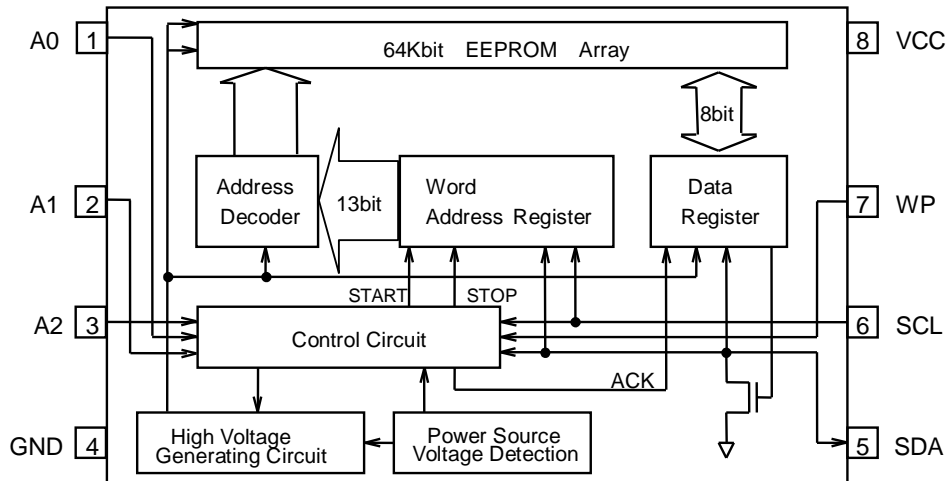 A0 1
64Kbit EEPROM Array
8 VCC
8bit
A1 2
Address
Decoder
13bit
Word
Address Register
Data
Register
7 WP
START STOP
A2 3
Control Circuit
6 SCL
ACK
GND 4
High Voltage
Generating Circuit
Power Source
Voltage Detection
5 SDA